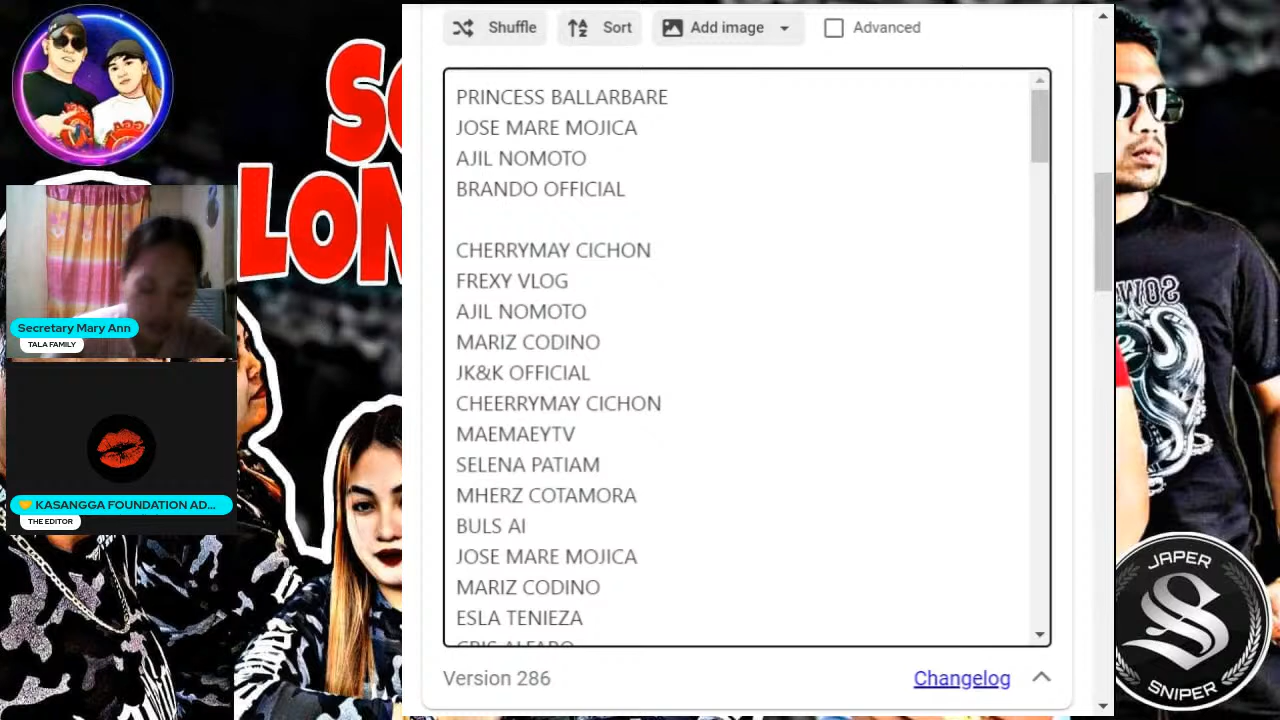 Shuffle
Sort
Add image
Advanced
PRINCESS BALLARBARE
JOSE MARE MOJICA
AJIL NOMOTO
BRANDO OFFICIAL
CHERRYMAY CICHON
FREXY VLOG
AJIL NOMOTO
MARIZ CODINO
JK&K OFFICIAL
CHEERRYMAY CICHON
MAEMAEYTV
SELENA PATIAM
MHERZ COTAMORA
BULS AI
JOSE MARE MOJICA
MARIZ CODINO
ESLA TENIEZA
CRIS ALFARO
Version 286
Changelog
Secretary Mary Ann
TALA FAMILY
KASANGGA FOUNDATION AD...
THE EDITOR
JAPER
S
SNIPER